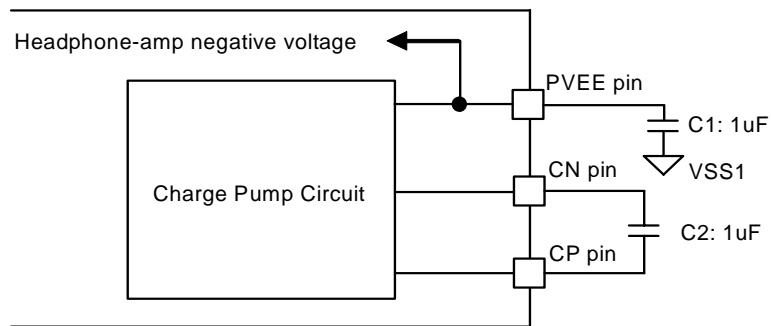 Headphone-amp negative voltage
PVEE pin
C1: 1uF
VSS1
Charge Pump Circuit
CN pin
C2: 1uF
CP pin